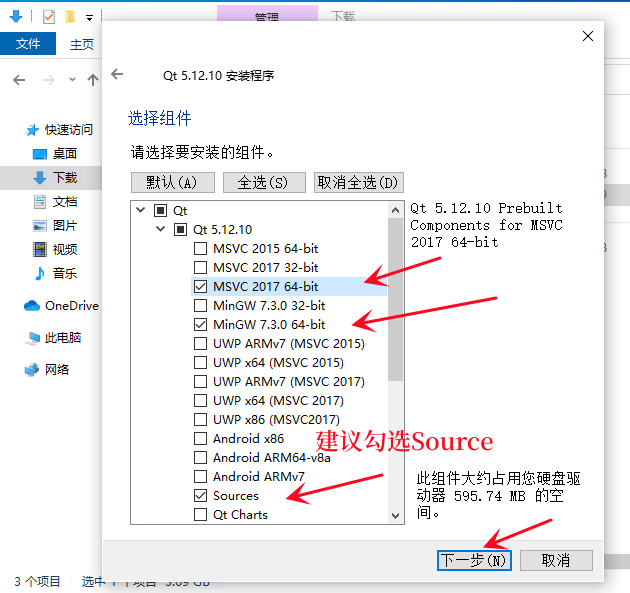 管理
下载
文件
主页
Qt 5.12.10 安装程序
选择组件
请选择要安装的组件。
默认(A)
全选(S)
取消全选(D)
快速访问
桌面
下载
文档
图片
视频
音乐
OneDrive
此电脑
网络
Qt
Qt 5.12.10
MSVC 2015 64-bit
MSVC 2017 32-bit
MSVC 2017 64-bit
MinGW 7.3.0 32-bit
MinGW 7.3.0 64-bit
UWP ARMv7 (MSVC 2015)
UWP x64 (MSVC 2015)
UWP ARMv7 (MSVC 2017)
UWP x64 (MSVC 2017)
UWP x86 (MSVC2017)
Android x86
Android ARM64-v8a
Android ARMv7
Sources
Qt Charts
Qt 5.12.10 Prebuilt
Components for MSVC
2017 64-bit
建议勾选Source
此组件大约占用您硬盘驱
动器 595.74 MB 的空
间。
下一步(N)
取消
3 个项目
选中 1 个项目 3.69 GB